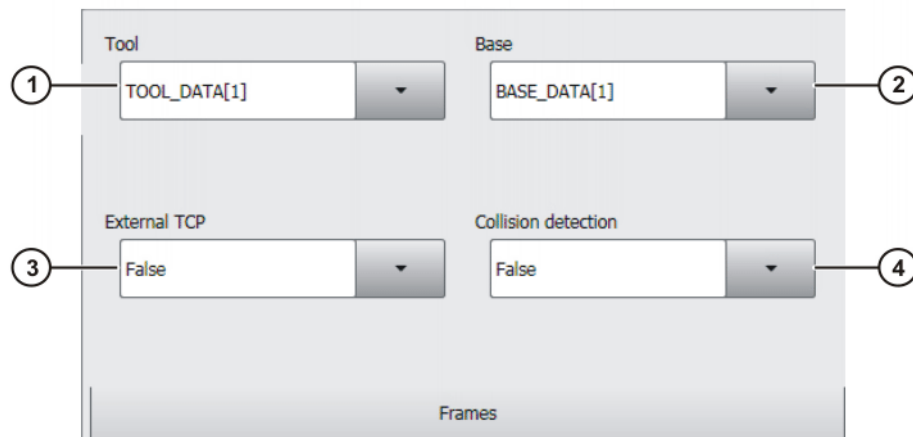 Tool
Base
1
TOOL_DATA[1]
BASE_DATA[1]
2
External TCP
Collision detection
3
False
False
4
Frames